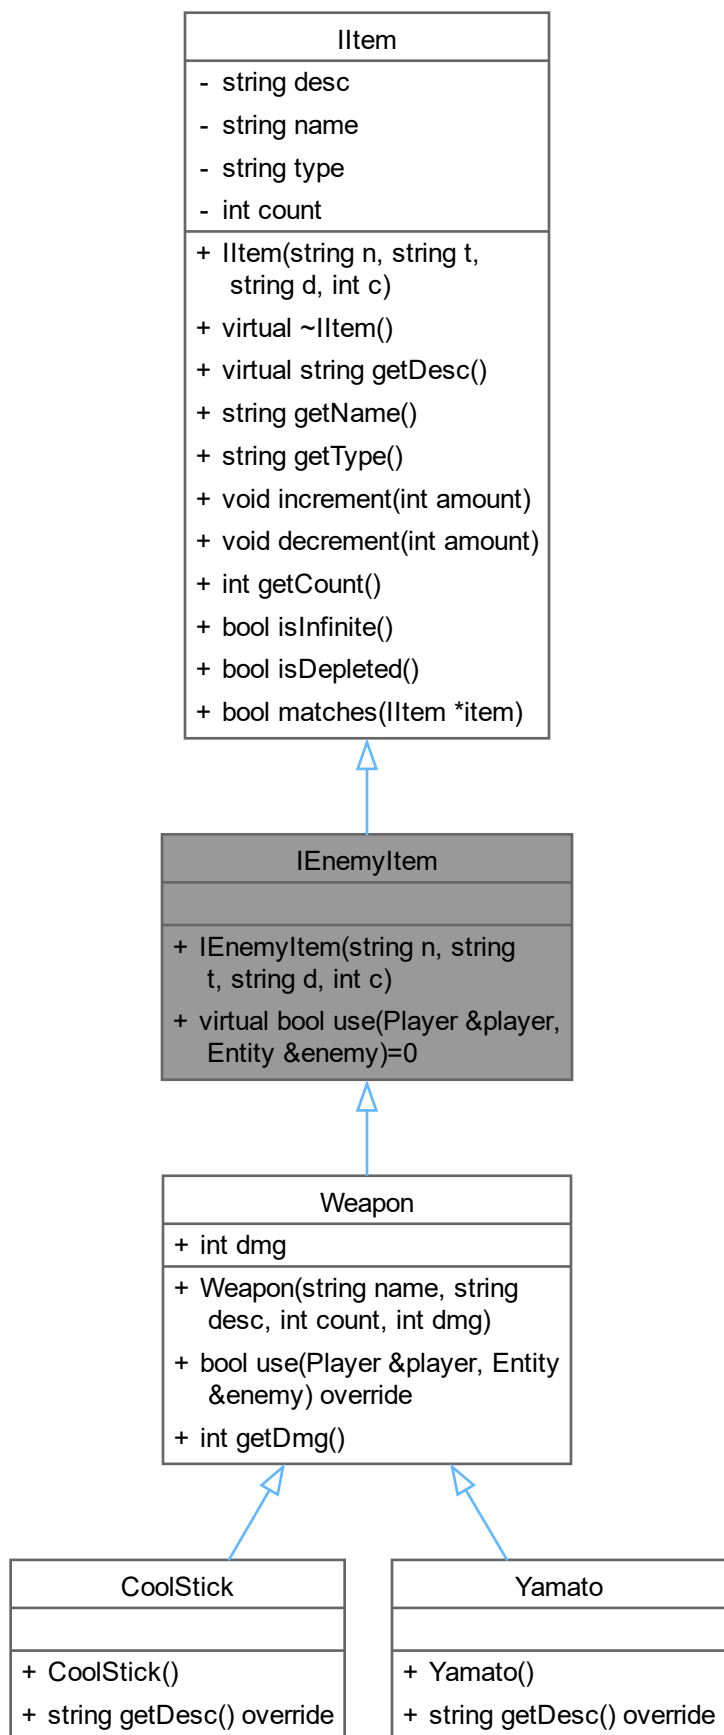 IItem
- string desc
- string name
- string type
- int count
+ IItem(string n, string t,
string d, int c)
+ virtual ~IItem()
+ virtual string getDesc()
+ string getName()
+ string getType()
+ void increment(int amount)
+ void decrement(int amount)
+ int getCount()
+ bool isInfinite()
+ bool isDepleted()
+ bool matches(IItem *item)
IEnemyItem
+ IEnemyItem(string n, string
t, string d, int c)
+ virtual bool use(Player &player,
Entity &enemy)=0
Weapon
+ int dmg
+ Weapon(string name, string
desc, int count, int dmg)
+ bool use(Player &player, Entity
&enemy) override
+ int getDmg()
CoolStick
+ CoolStick()
+ string getDesc() override
Yamato
+ Yamato()
+ string getDesc() override